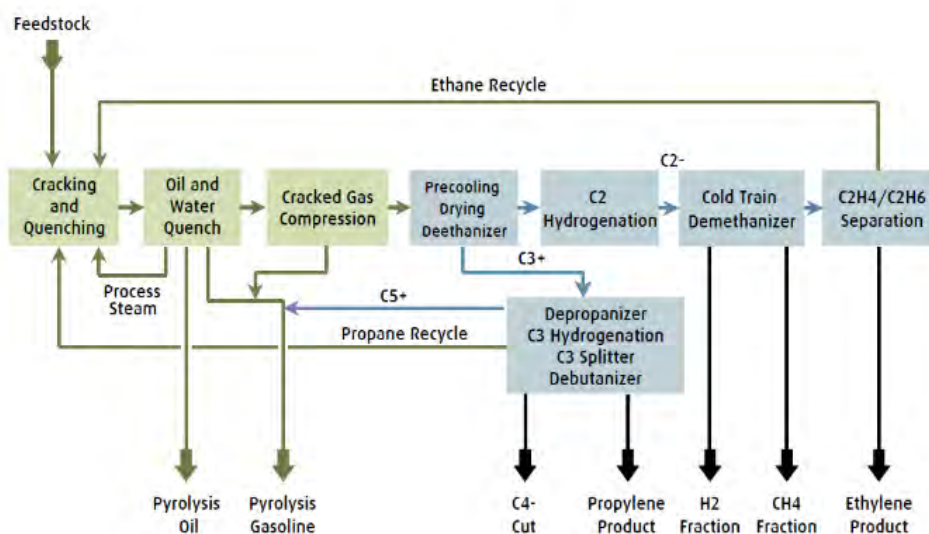 Feedstock
Ethane Recycle
C2-
Cracking
and
Quenching
Oil and
Water
Quench
Cracked Gas
Compression
Precooling
Drying
Deethanizer
C2
Hydrogenation
Cold Train
Demethanizer
C2H4/C2H6
Separation
Process
Steam
C3+
C5+
Propane Recycle
Depropanizer
C3 Hydrogenation
C3 Splitter
Debutanizer
Pyrolysis
Oil
Pyrolysis
Gasoline
C4-
Cut
Propylene
Product
H2
Fraction
CH4
Fraction
Ethylene
Product